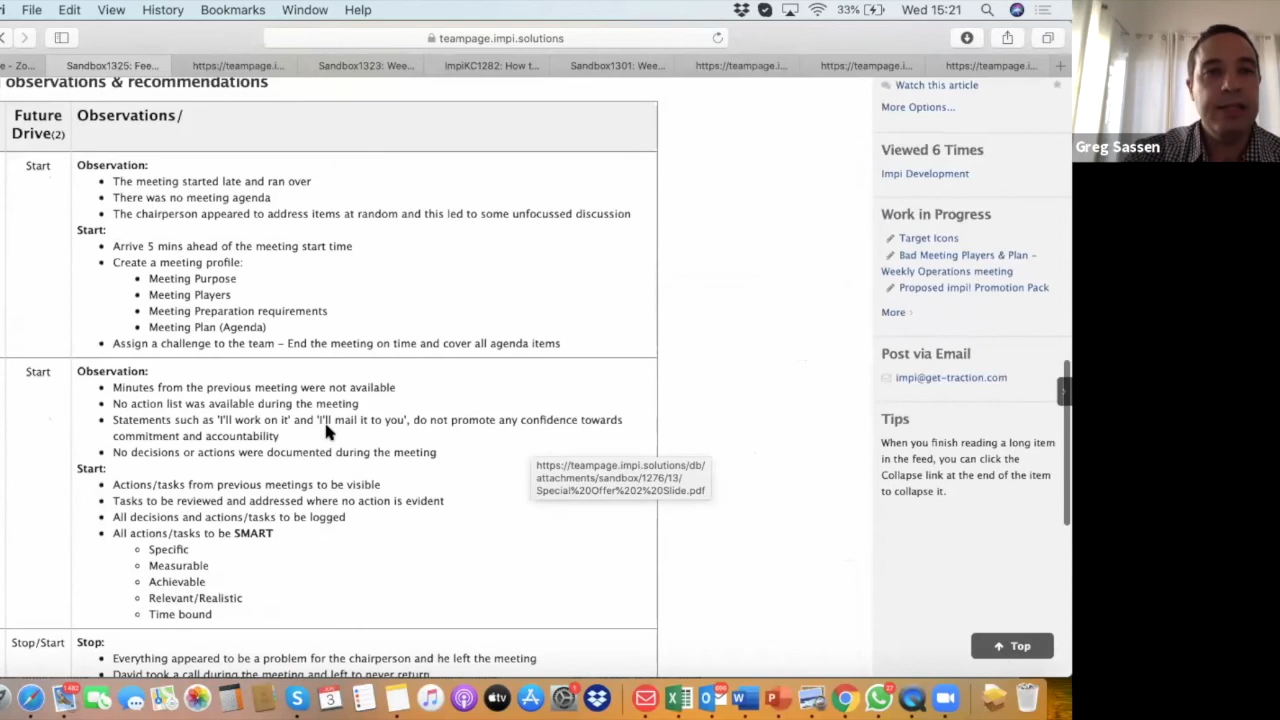 File Edit View History Bookmarks Window Help 33% Wed 15:21
teampage.impi.solutions
Sandbox1325: Fee... https://teampage.i... Sandbox1323: Wee... ImpiKC1282: How t... Sandbox1301: Wee... https://teampage.i... https://teampage.i... https://teampage.i...
observations & recommendations
Future
Drive(2)
Observations/
Start
Observation:
• The meeting started late and ran over
• There was no meeting agenda
• The chairperson appeared to address items at random and this led to some unfocussed discussion
Start:
• Arrive 5 mins ahead of the meeting start time
• Create a meeting profile:
Meeting Purpose
Meeting Players
Meeting Preparation requirements
Meeting Plan (Agenda)
• Assign a challenge to the team - End the meeting on time and cover all agenda items
Start
Observation:
• Minutes from the previous meeting were not available
• No action list was available during the meeting
• Statements such as 'I'll work on it' and 'I'll mail it to you', do not promote any confidence towards
commitment and accountability
• No decisions or actions were documented during the meeting
Start:
• Actions/tasks from previous meetings to be visible
• Tasks to be reviewed and addressed where no action is evident
• All decisions and actions/tasks to be logged
• All actions/tasks to be SMART
Specific
Measurable
Achievable
Relevant/Realistic
Time bound
Stop/Start
Stop:
• Everything appeared to be a problem for the chairperson and he left the meeting
• David took a call during the meeting and left to never return
https://teampage.impi.solutions/db/
attachments/sandbox/1276/13/
Special%20Offer%202%20Slide.pdf
Watch this article
More Options...
Viewed 6 Times
Impi Development
Work in Progress
Target Icons
Bad Meeting Players & Plan -
Weekly Operations meeting
Proposed impi! Promotion Pack
More
Post via Email
impi@get-traction.com
Tips
When you finish reading a long item
in the feed, you can click the
Collapse link at the end of the item
to collapse it.
Top
Greg Sassen